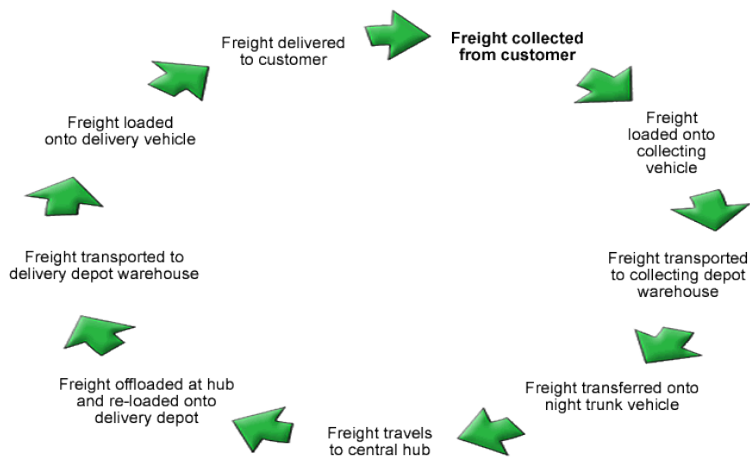 Freight collected
from customer
Freight
loaded onto
collecting
vehicle
Freight transported
to collecting depot
warehouse
Freight transferred onto
night trunk vehicle
Freight travels
to central hub
Freight offloaded at hub
and re-loaded onto
delivery depot
Freight transported to
delivery depot warehouse
Freight loaded
onto delivery vehicle
Freight delivered
to customer